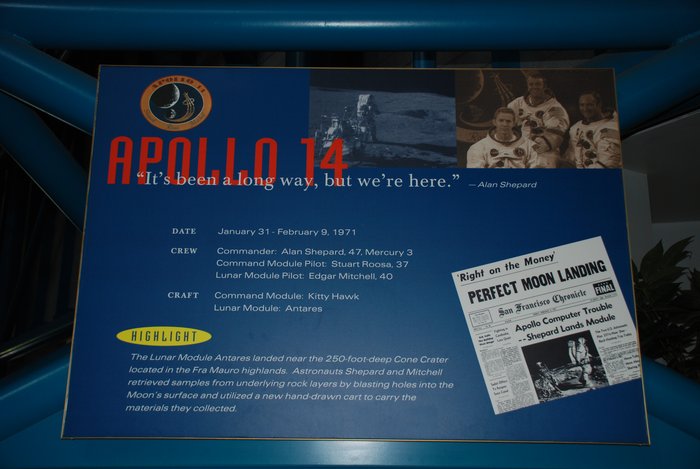 APOLLO 14
APOLLO 14
"It's been a long way, but we're here." — Alan Shepard
DATE January 31 - February 9, 1971
CREW Commander: Alan Shepard, 47, Mercury 3
Command Module Pilot: Stuart Roosa, 37
Lunar Module Pilot: Edgar Mitchell, 40
CRAFT Command Module: Kitty Hawk
Lunar Module: Antares
HIGHLIGHT
The Lunar Module Antares landed near the 250-foot-deep Cone Crater
located in the Fra Mauro highlands. Astronauts Shepard and Mitchell
retrieved samples from underlying rock layers by blasting holes into the
Moon's surface and utilized a new hand-drawn cart to carry the
materials they collected.
'Right on the Money'
PERFECT MOON LANDING
San Francisco Chronicle
FINAL
Apollo Computer Trouble
--Shepard Lands Module